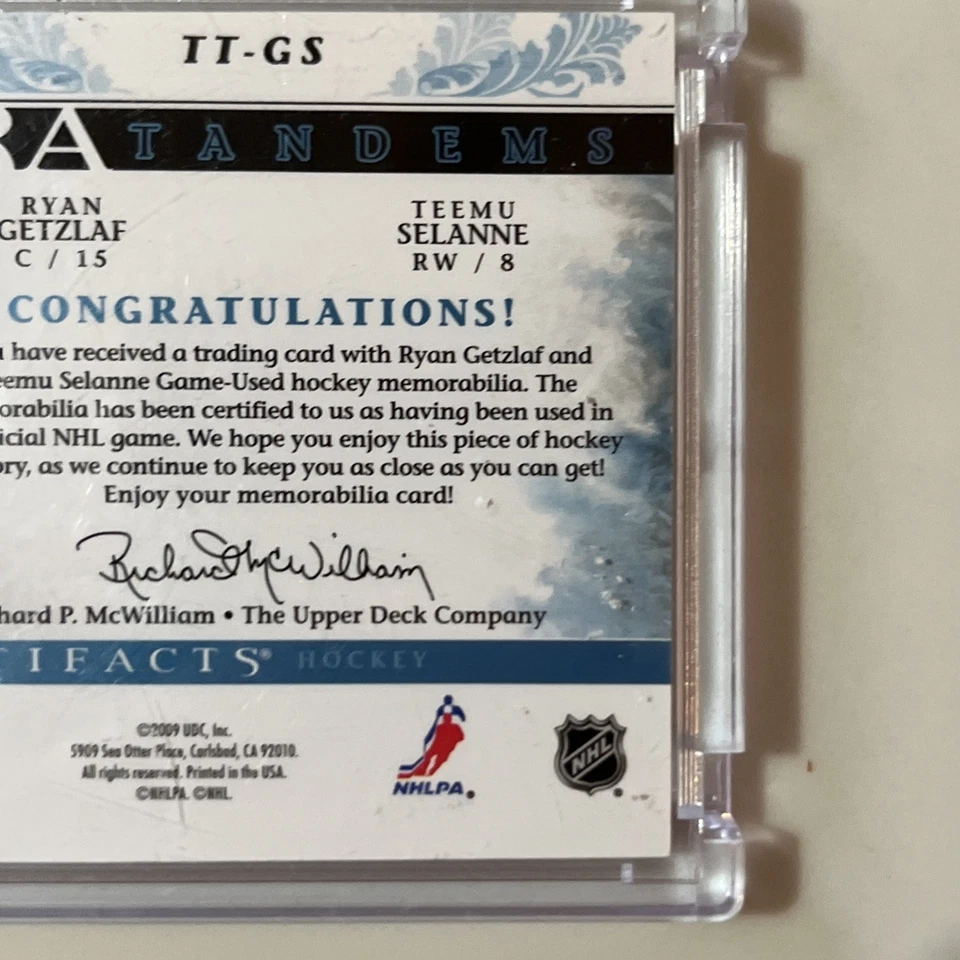 TT-GS
RA TANDEMS
RYAN
GETZLAF
C / 15
TEEMU
SELANNE
RW / 8
CONGRATULATIONS!
have received a trading card with Ryan Getzlaf and
eemu Selanne Game-Used hockey memorabilia. The
orabilia has been certified to us as having been used in
icial NHL game. We hope you enjoy this piece of hockey
ory, as we continue to keep you as close as you can get!
Enjoy your memorabilia card!
Richard McWilliam
hard P. McWilliam • The Upper Deck Company
IFACTS® HOCKEY
©2009 UDC, Inc.
5909 Sea Otter Place, Carlsbad, CA 92010.
All rights reserved. Printed in the USA.
©NHLPA. ©NHL.
NHLPA
NHL